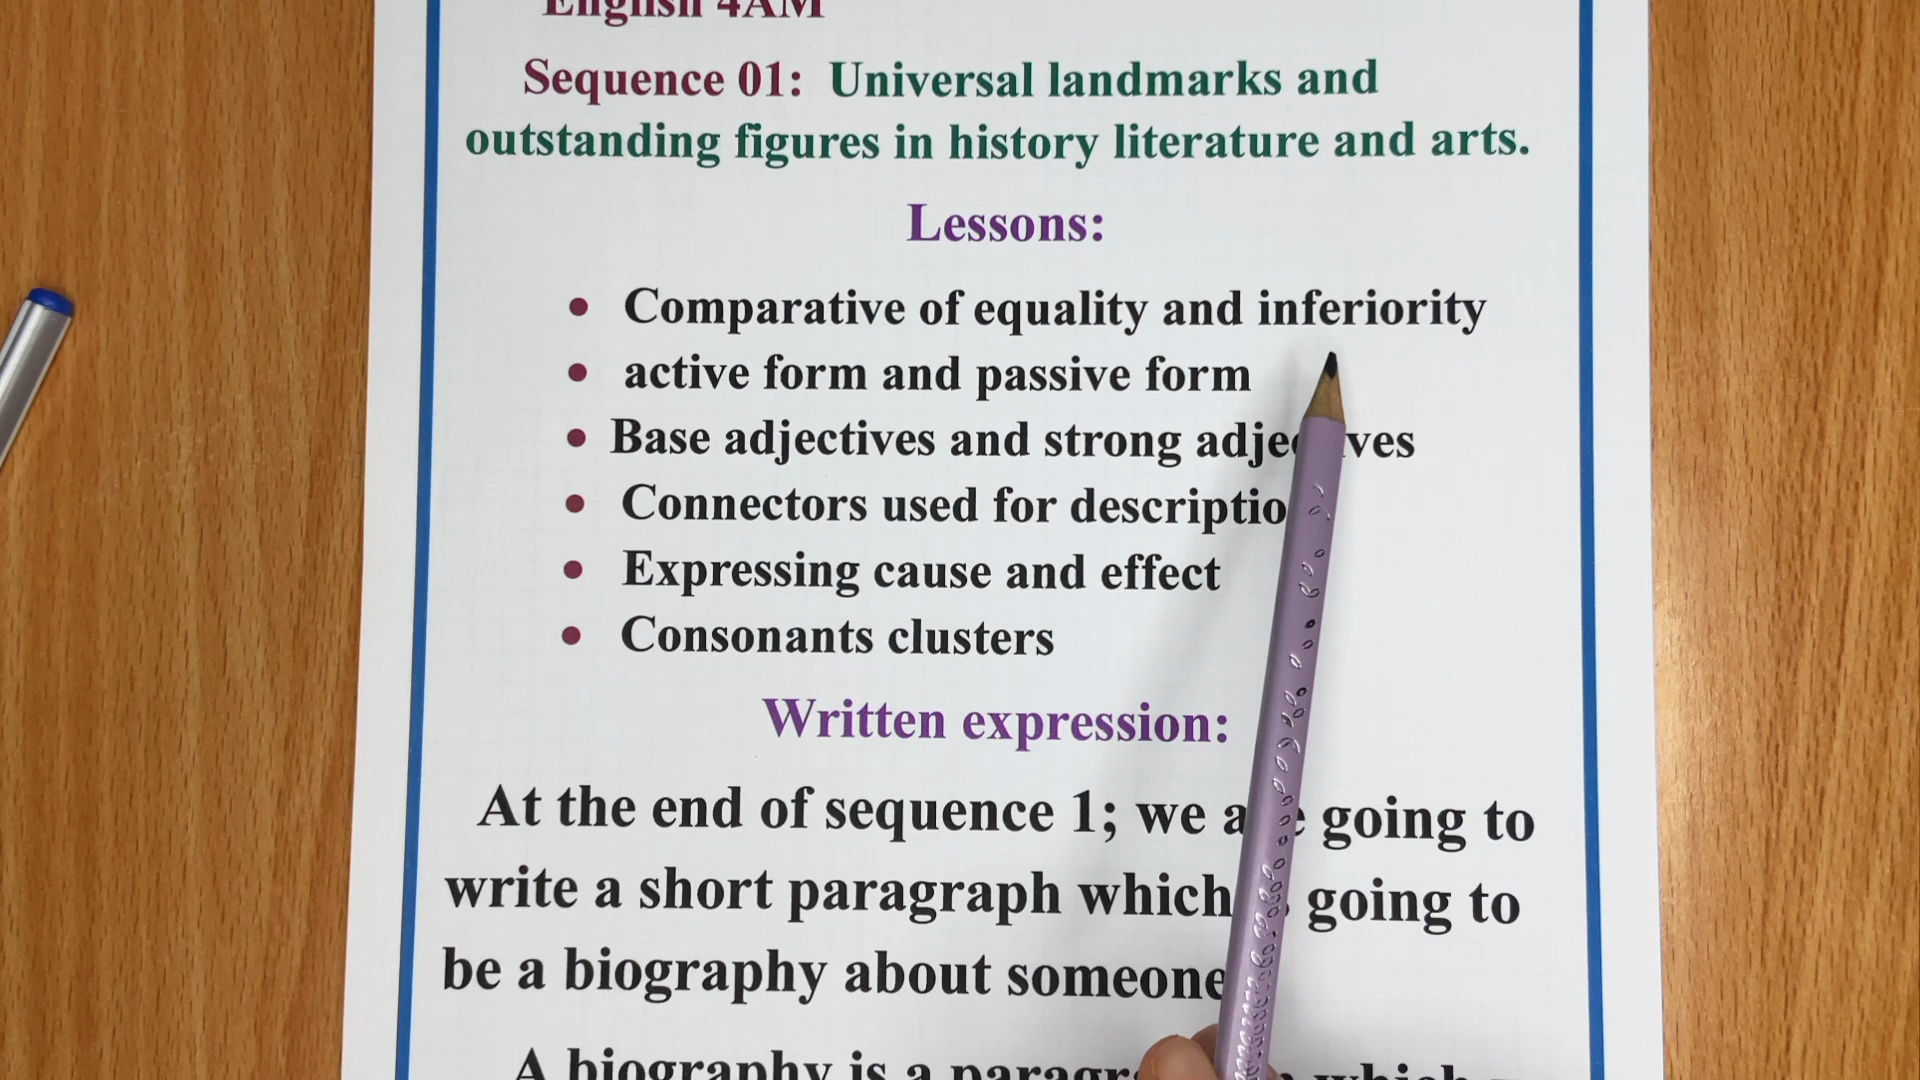 English 4AM
Sequence 01: Universal landmarks and
outstanding figures in history literature and arts.
Lessons:
• Comparative of equality and inferiority
• active form and passive form
• Base adjectives and strong adjectives
• Connectors used for descriptio
• Expressing cause and effect
• Consonants clusters
Written expression:
At the end of sequence 1; we are going to
write a short paragraph which going to
be a biography about someone
A biography is a which